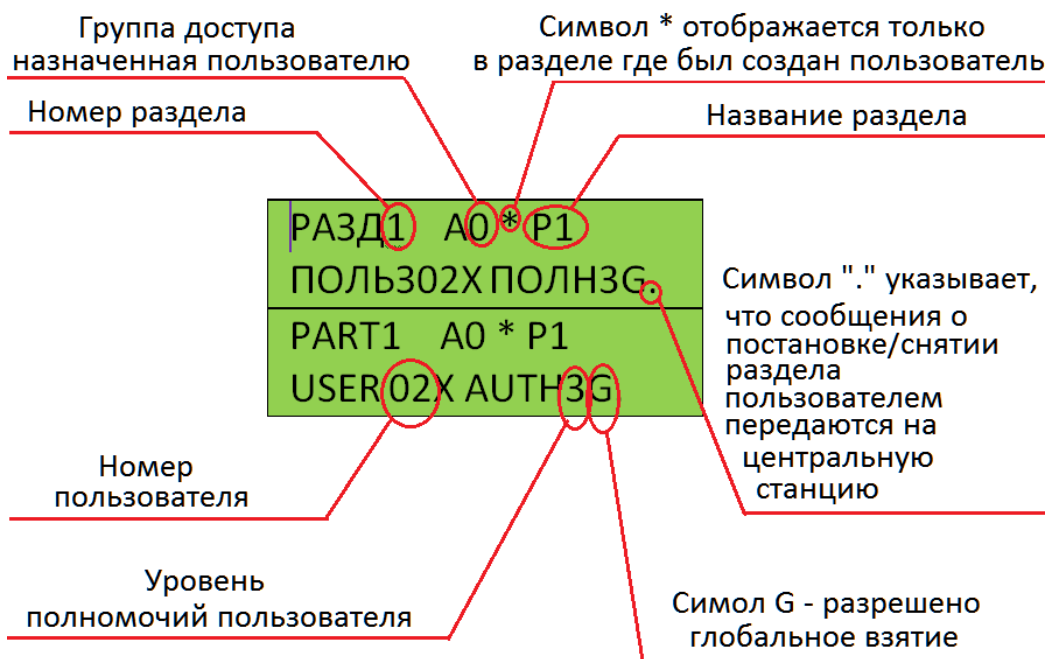 Группа доступа
назначенная пользователю
Символ * отображается только
в разделе где был создан пользователь
Номер раздела
Название раздела
РАЗД1 А0 * Р1
ПОЛЬЗ02Х ПОЛН3G.
PART1 A0 * P1
USER 02X AUTH3G
Символ "." указывает,
что сообщения о
постановке/снятии
раздела
пользователем
передаются на
центральную
станцию
Номер
пользователя
Уровень
полномочий пользователя
Симол G - разрешено
глобальное взятие